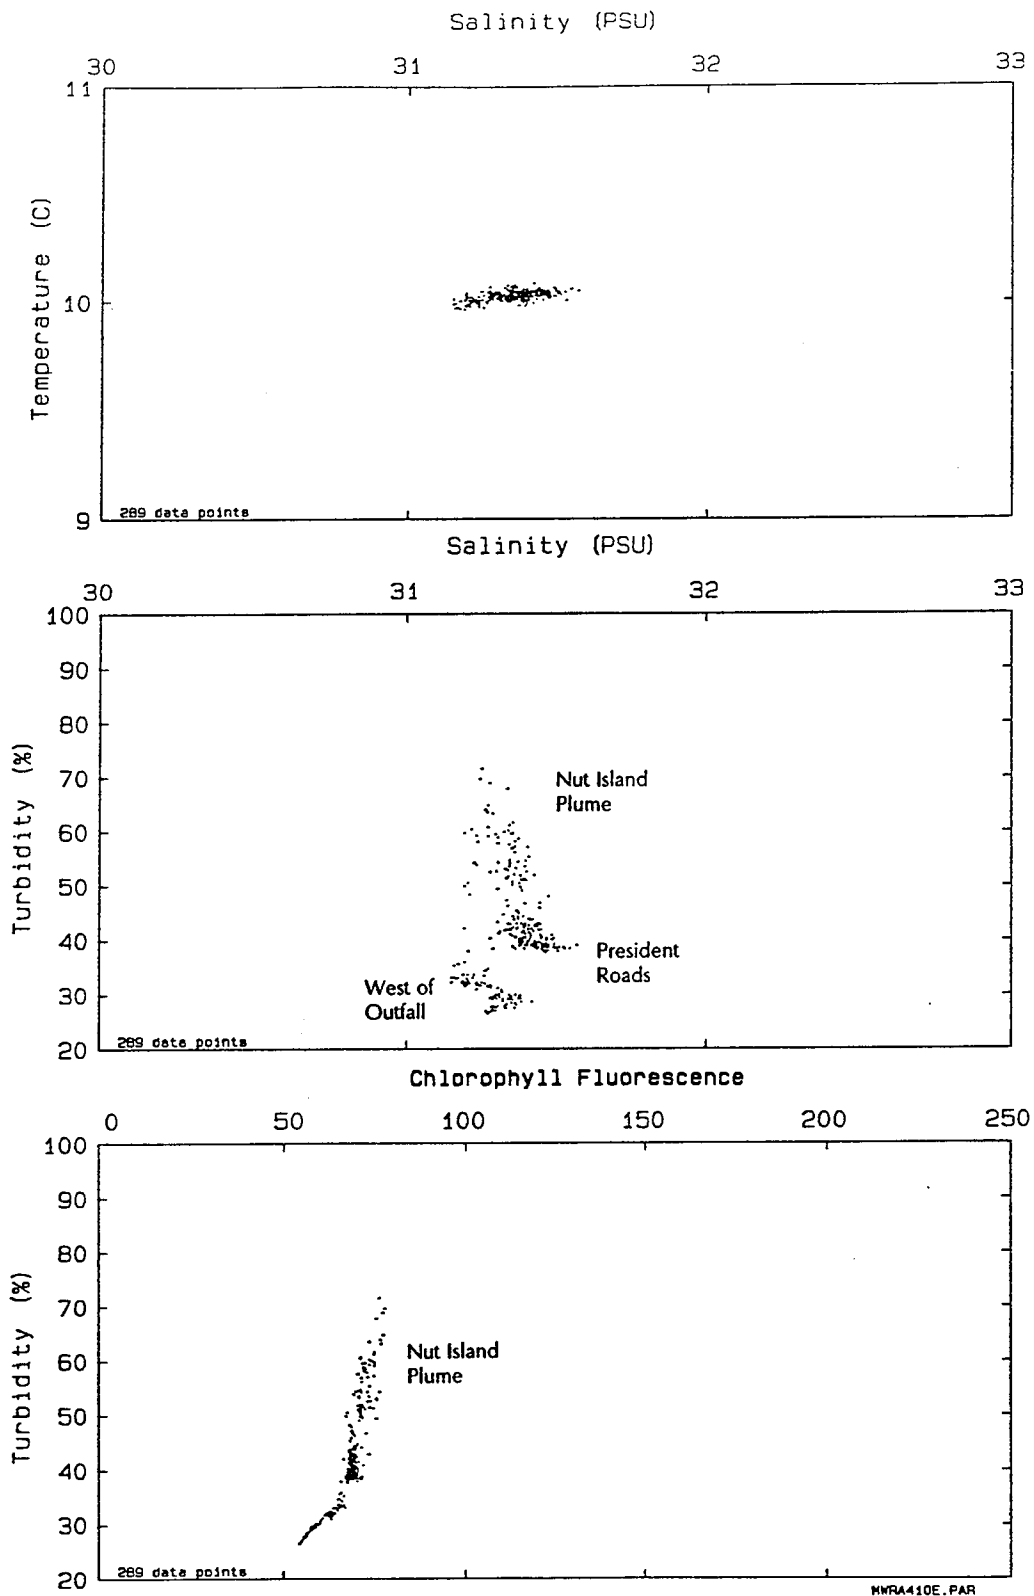 Salinity (PSU)
30 31 32 33
11
10
9
Temperature (C)
289 data points
Salinity (PSU)
30 31 32 33
100
90
80
70
60
50
40
30
20
Turbidity (%)
Nut Island
Plume
President
Roads
West of
Outfall
289 data points
Chlorophyll Fluorescence
0 50 100 150 200 250
100
90
80
70
60
50
40
30
20
Turbidity (%)
Nut Island
Plume
289 data points
MWRA410E.PAR